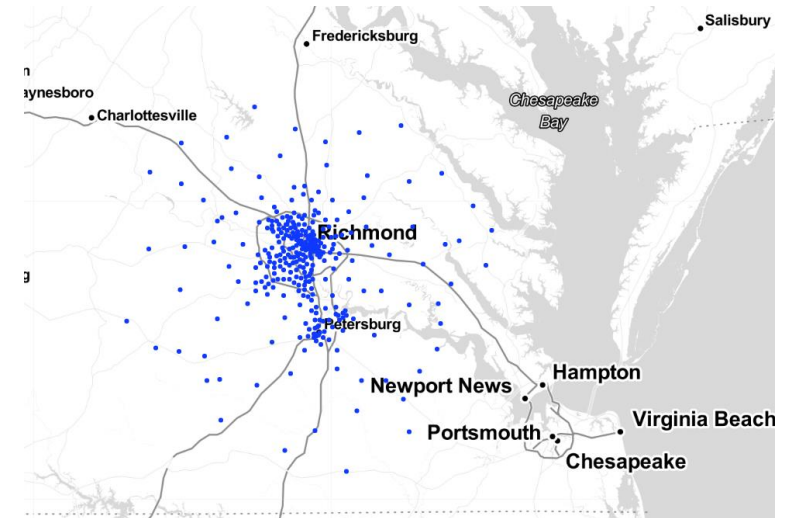 Salisbury
Fredericksburg
n
aynesboro
Charlottesville
Chesapeake
Bay
Richmond
g
Petersburg
Hampton
Newport News
Virginia Beach
Portsmouth
Chesapeake